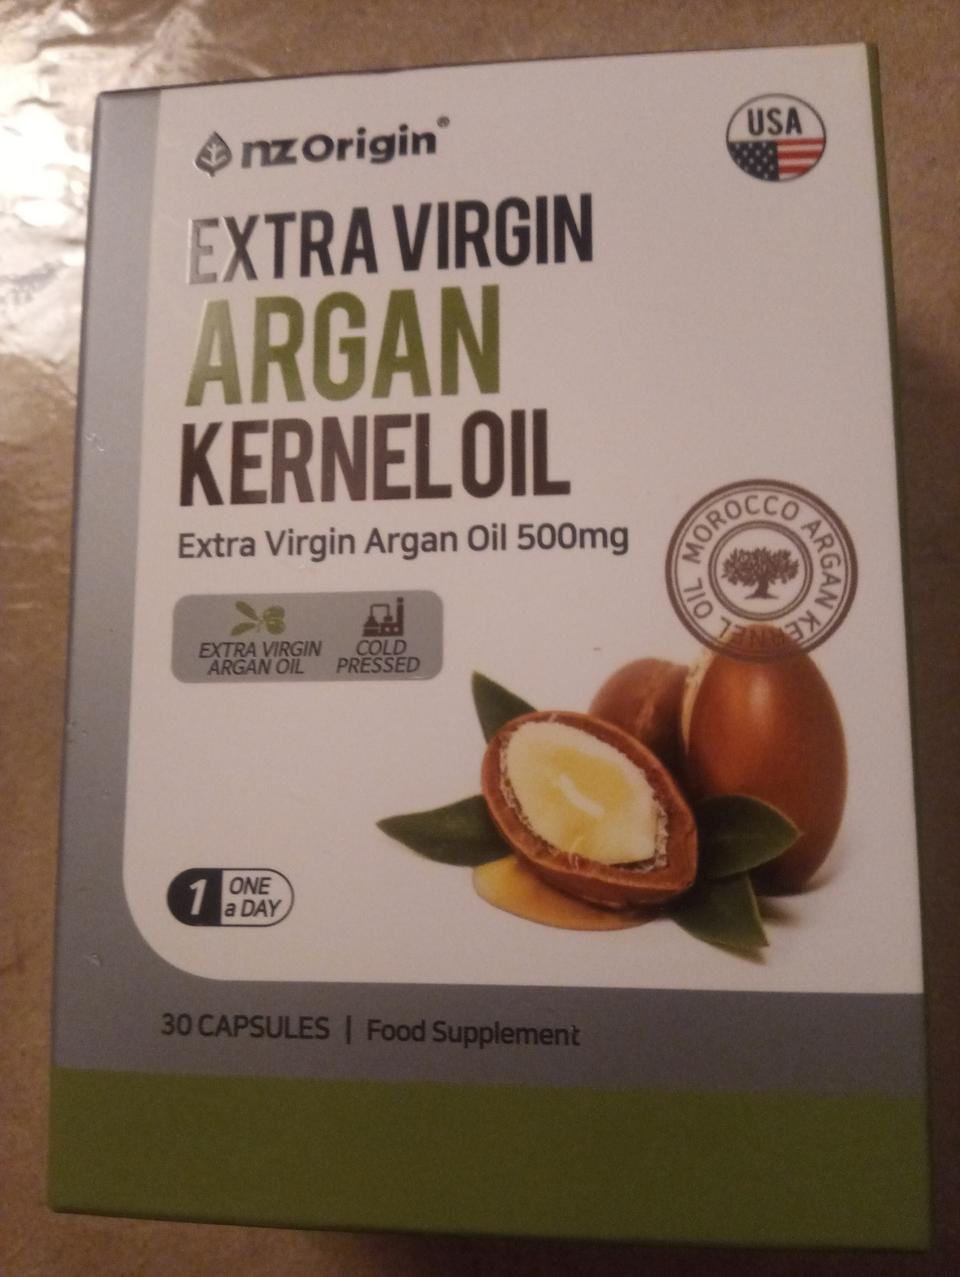 nzOrigin®
USA
EXTRA VIRGIN
ARGAN
KERNEL OIL
Extra Virgin Argan Oil 500mg
MOROCCO ARGAN KERNEL OIL
EXTRA VIRGIN
ARGAN OIL
COLD
PRESSED
1
ONE
a DAY
30 CAPSULES | Food Supplement